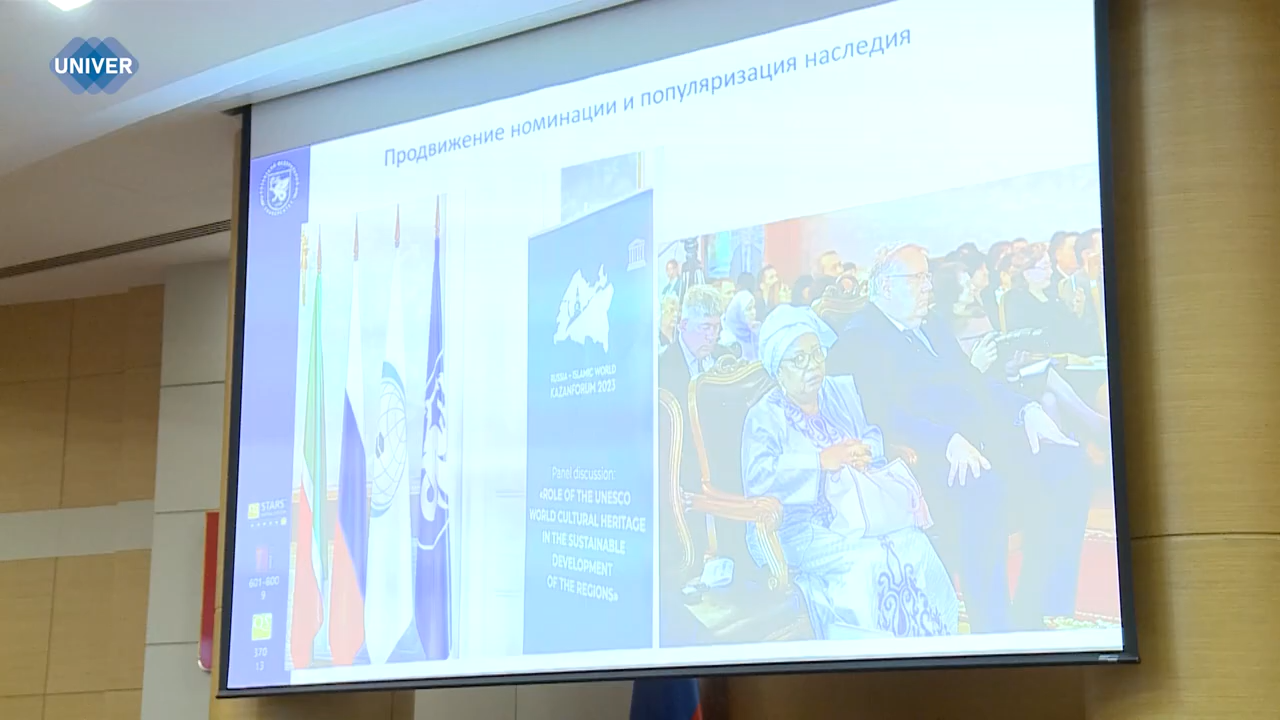 UNIVER
Продвижение номинации и популяризация наследия
RUSSIA - ISLAMIC WORLD
KAZANFORUM 2023
Panel discussion:
«ROLE OF THE UNESCO
WORLD CULTURAL HERITAGE
IN THE SUSTAINABLE
DEVELOPMENT
OF THE REGIONS»
STARS
601-800
9
370
13